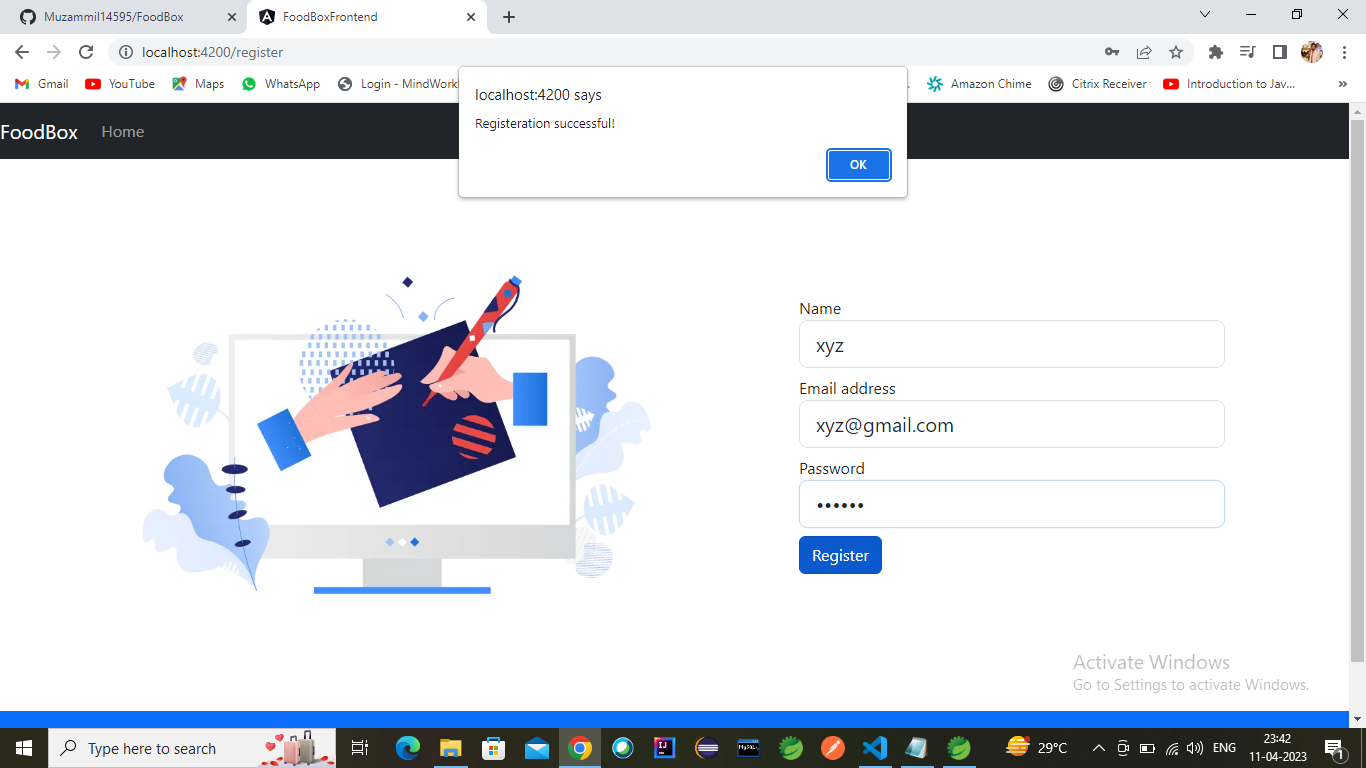 Muzammil14595/FoodBox
FoodBoxFrontend
localhost:4200/register
Gmail
YouTube
Maps
WhatsApp
Login - MindWork
Amazon Chime
Citrix Receiver
Introduction to Jav...
localhost:4200 says
Registeration successful!
OK
FoodBox Home
Name
xyz
Email address
xyz@gmail.com
Password
••••••
Register
Activate Windows
Go to Settings to activate Windows.
Type here to search
29°C
ENG
23:42
11-04-2023
1